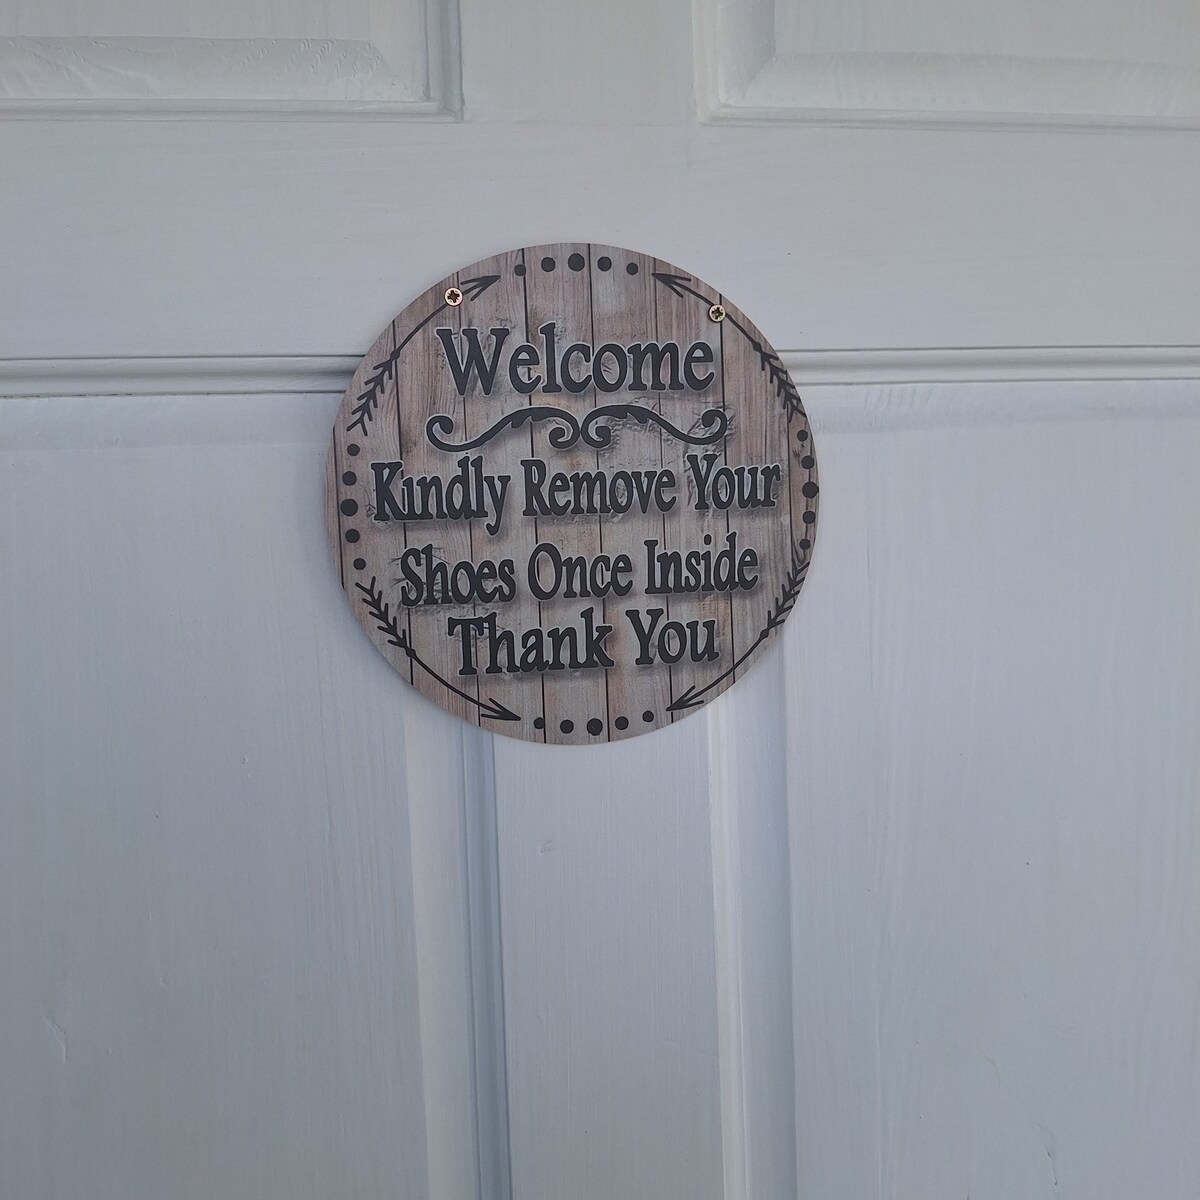 Welcome
Kindly Remove Your
Shoes Once Inside
Thank You